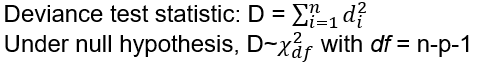 Deviance test statistic: D = ∑ⁿᵢ₌₁ dᵢ²
Under null hypothesis, D~χ²_df with df = n-p-1